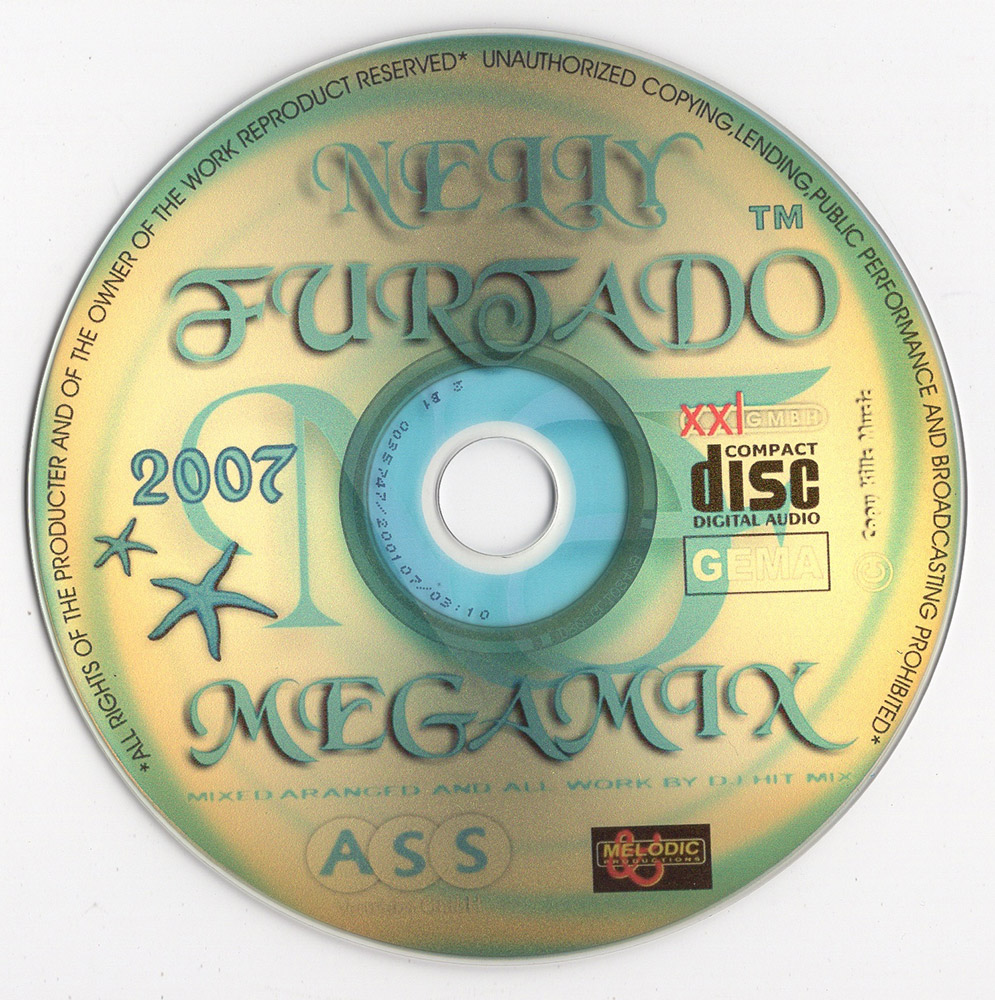 *ALL RIGHTS OF THE PRODUCTER AND OF THE OWNER OF THE WORK REPRODUCT RESERVED* UNAUTHORIZED COPYING,LENDING,PUBLIC PERFORMANCE AND BROADCASTING PROHIBITED*
NELLY
TM
FURTADO
2007
xxl GMBH
COMPACT
disc
DIGITAL AUDIO
GEMA
©
MEGAMIX
MIXED ARANGED AND ALL WORK BY DJ HIT MIX
ASS
MELODIC
PRODUCTIONS